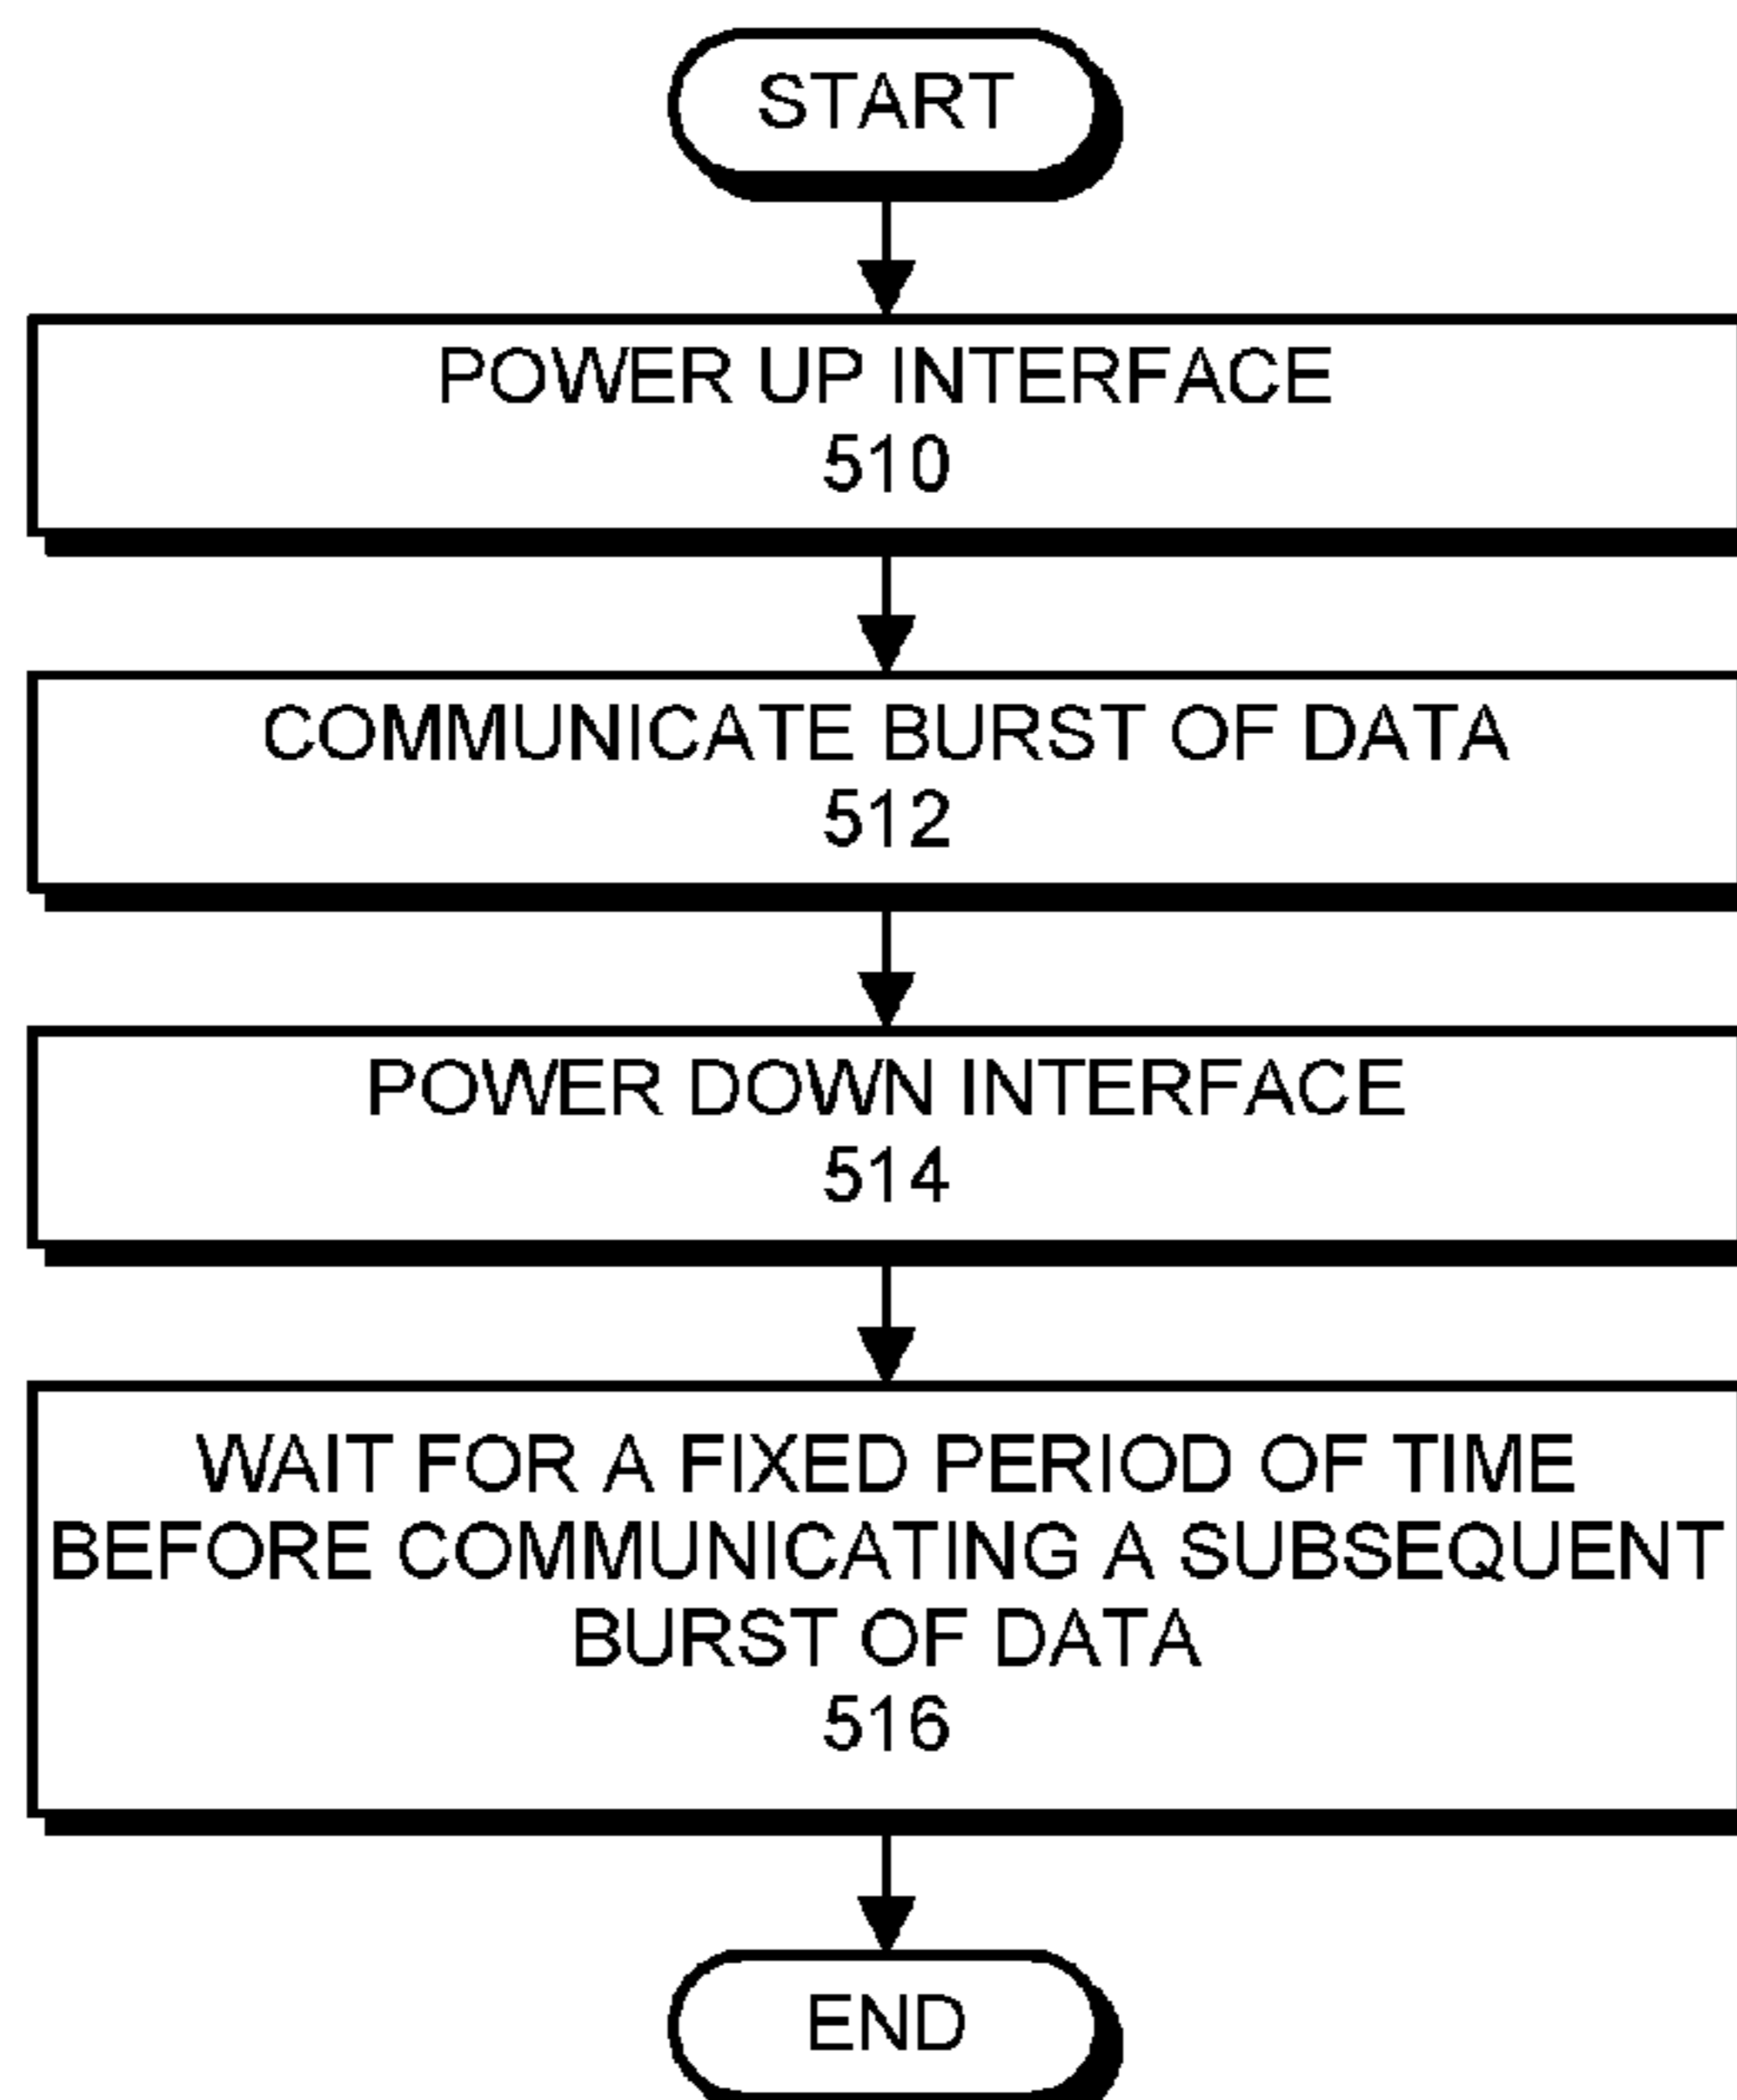 START
POWER UP INTERFACE
510
COMMUNICATE BURST OF DATA
512
POWER DOWN INTERFACE
514
WAIT FOR A FIXED PERIOD OF TIME
BEFORE COMMUNICATING A SUBSEQUENT
BURST OF DATA
516
END